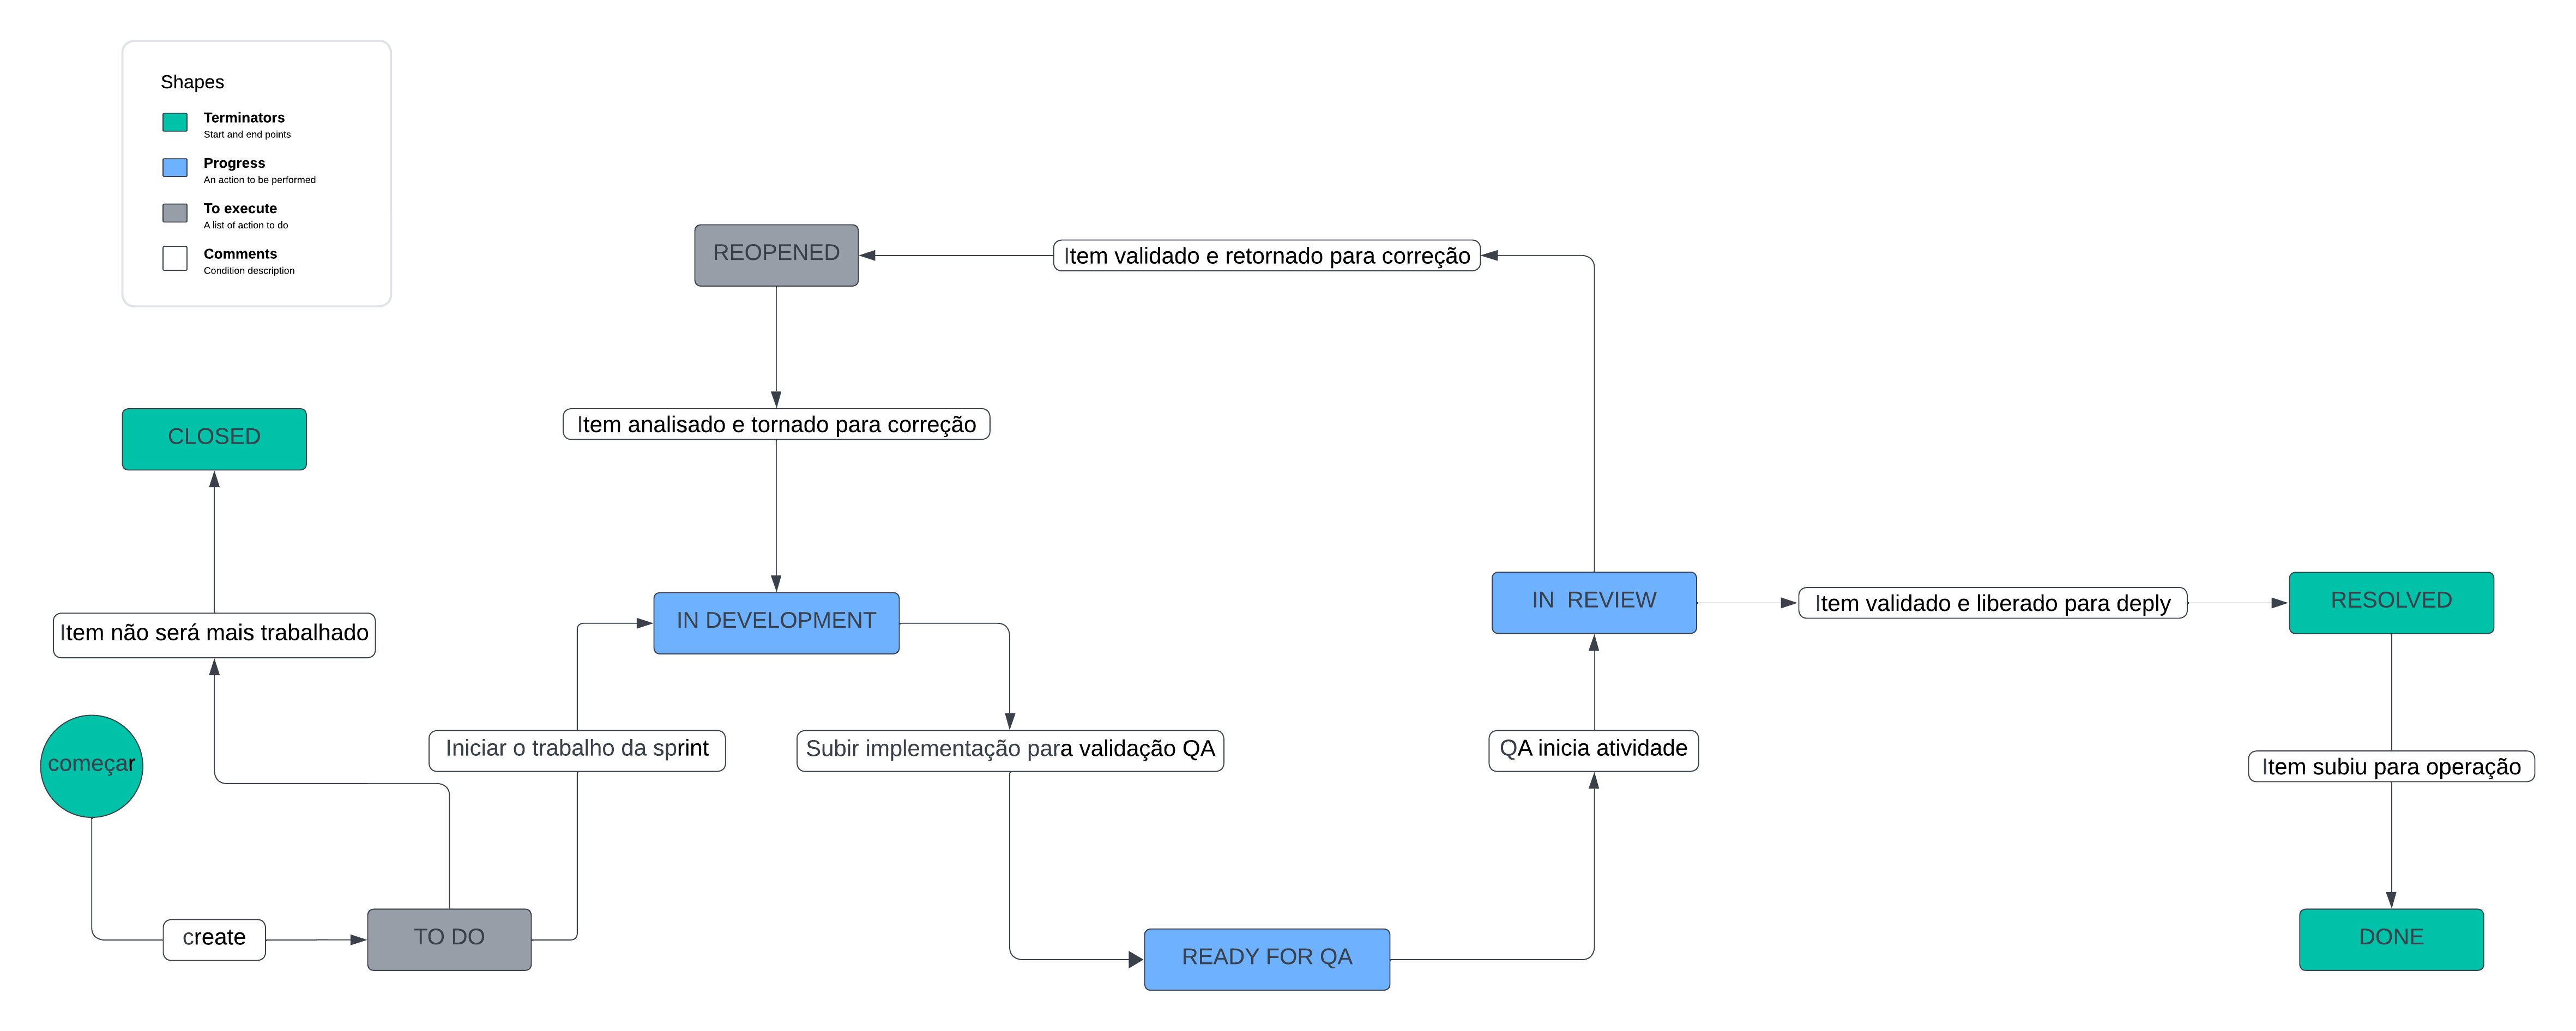 Shapes
Terminators
Start and end points
Progress
An action to be performed
To execute
A list of action to do
Comments
Condition description
REOPENED
Item validado e retornado para correção
CLOSED
Item analisado e tornado para correção
IN DEVELOPMENT
IN  REVIEW
Item validado e liberado para deply
RESOLVED
Item não será mais trabalhado
começar
Iniciar o trabalho da sprint
Subir implementação para validação QA
QA inicia atividade
Item subiu para operação
create
TO DO
READY FOR QA
DONE